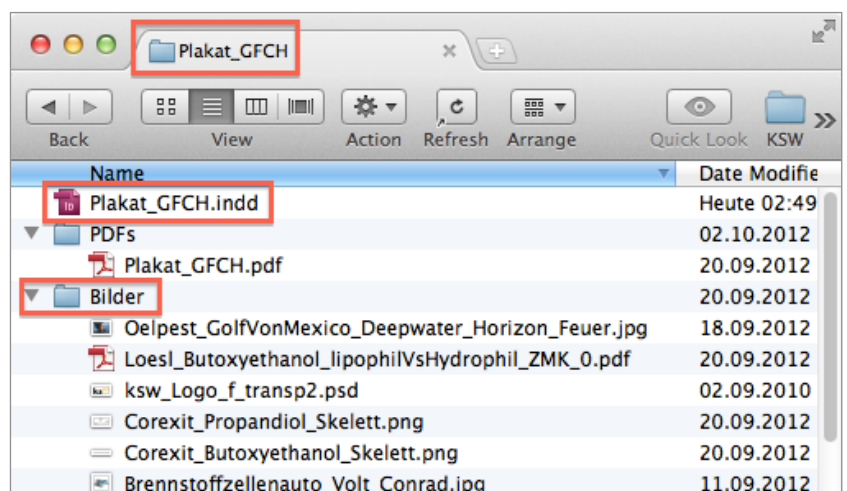 Plakat_GFCH
Back View Action Refresh Arrange Quick Look KSW
Name Date Modifie
Plakat_GFCH.indd Heute 02:49
PDFs 02.10.2012
Plakat_GFCH.pdf 20.09.2012
Bilder 20.09.2012
Oelpest_GolfVonMexico_Deepwater_Horizon_Feuer.jpg 18.09.2012
Loesl_Butoxyethanol_lipophilVsHydrophil_ZMK_0.pdf 20.09.2012
ksw_Logo_f_transp2.psd 02.09.2010
Corexit_Propandiol_Skelett.png 20.09.2012
Corexit_Butoxyethanol_Skelett.png 20.09.2012
Brennstoffzellenauto_Volt_Conrad.jpg 11.09.2012